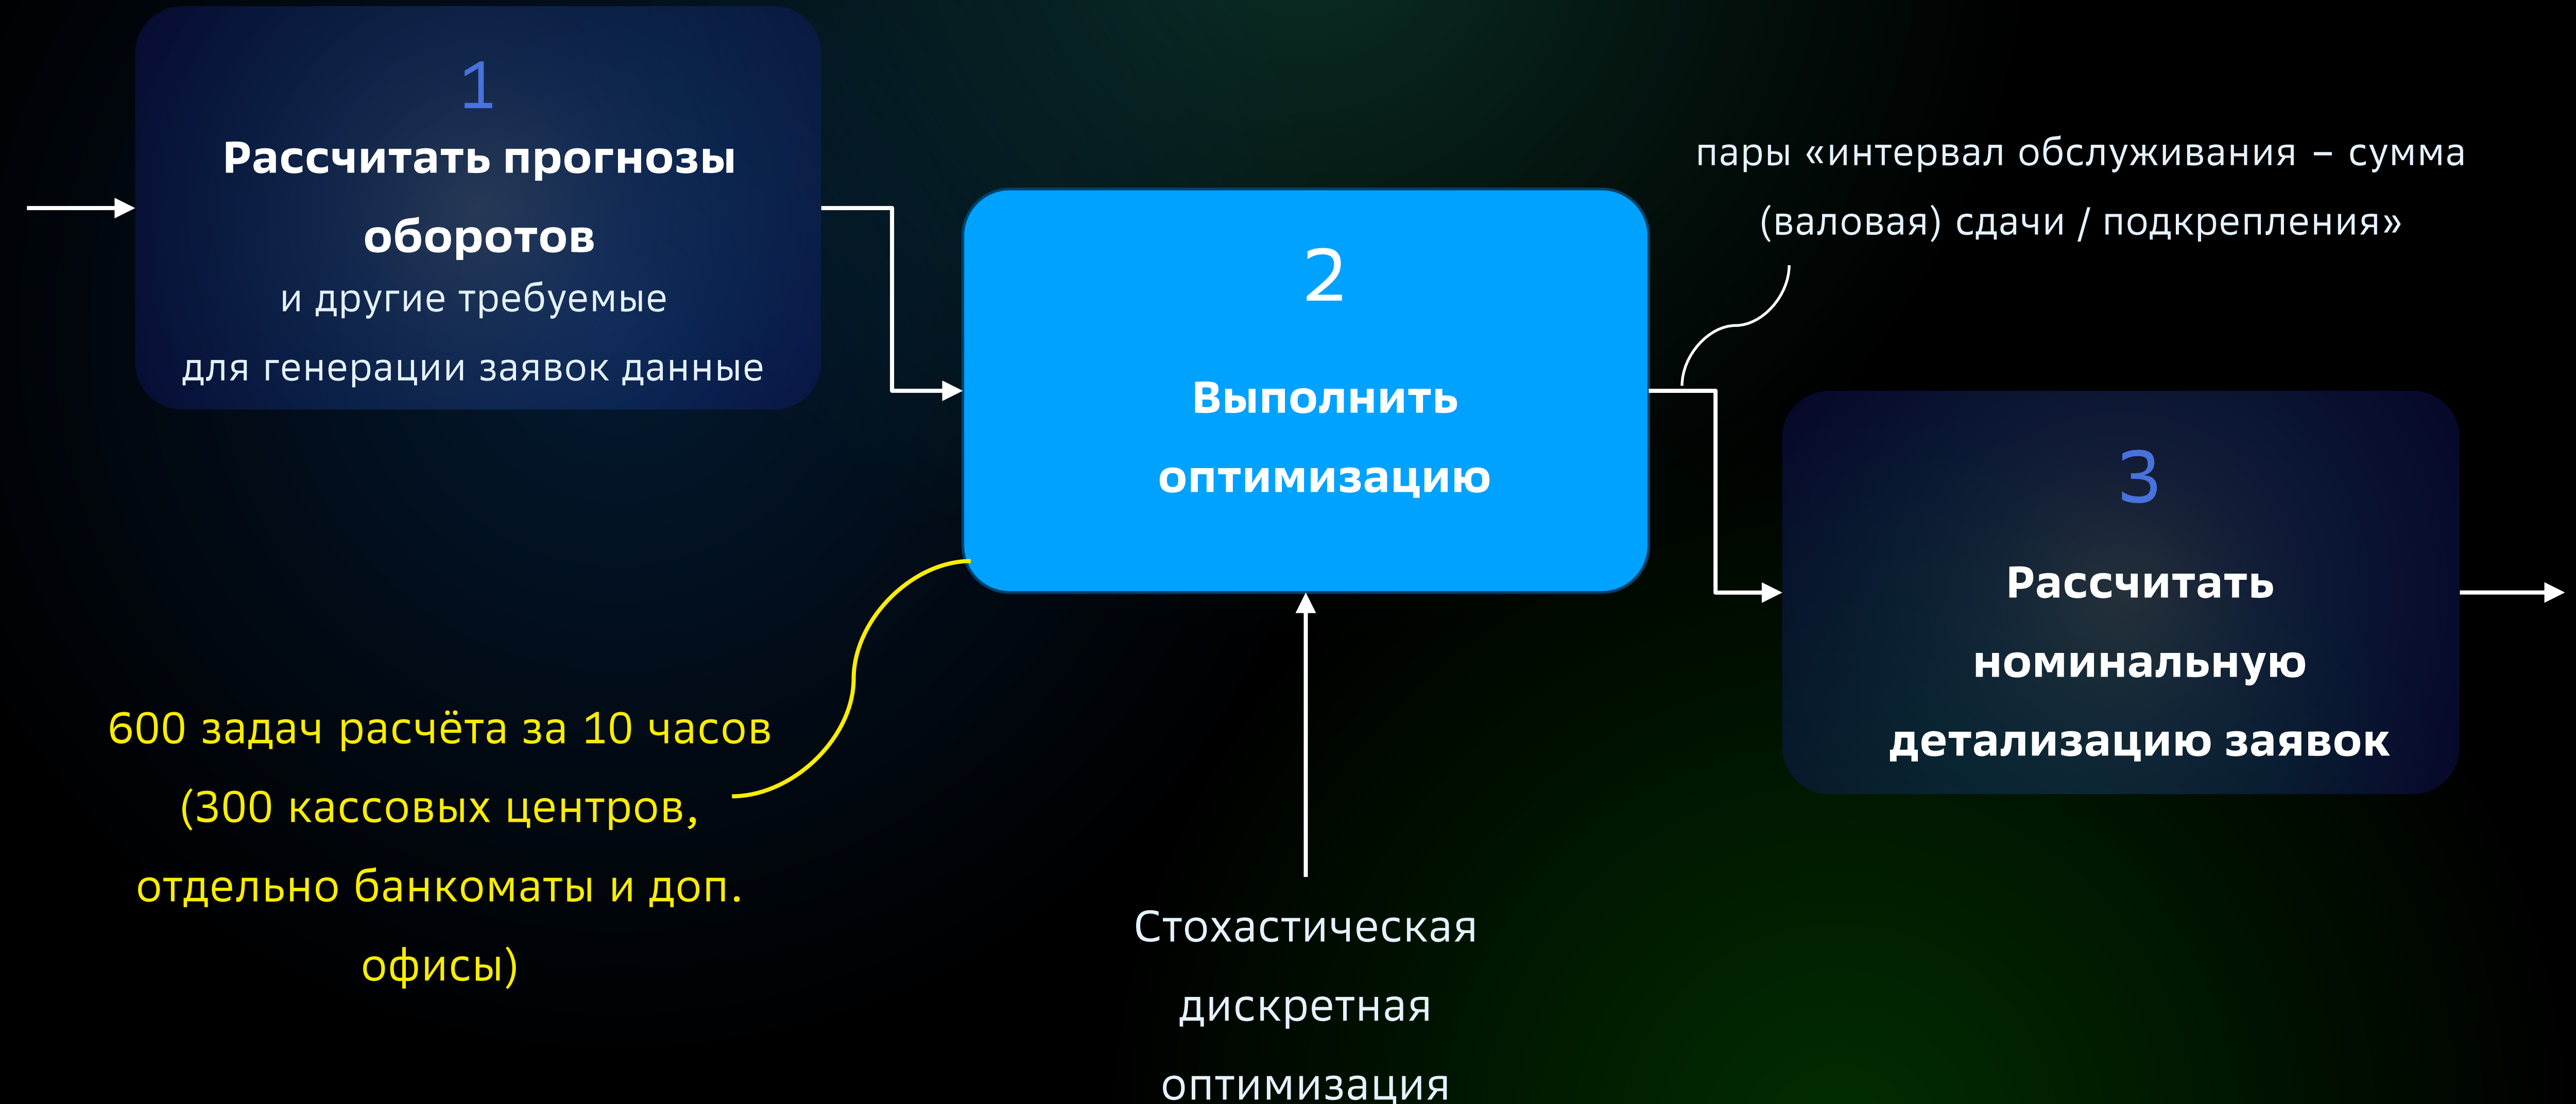 1
Рассчитать прогнозы
оборотов
и другие требуемые
для генерации заявок данные
2
Выполнить
оптимизацию
пары «интервал обслуживания – сумма
(валовая) сдачи / подкрепления»
3
Рассчитать
номинальную
детализацию заявок
600 задач расчёта за 10 часов
(300 кассовых центров,
отдельно банкоматы и доп.
офисы)
Стохастическая
дискретная
оптимизация